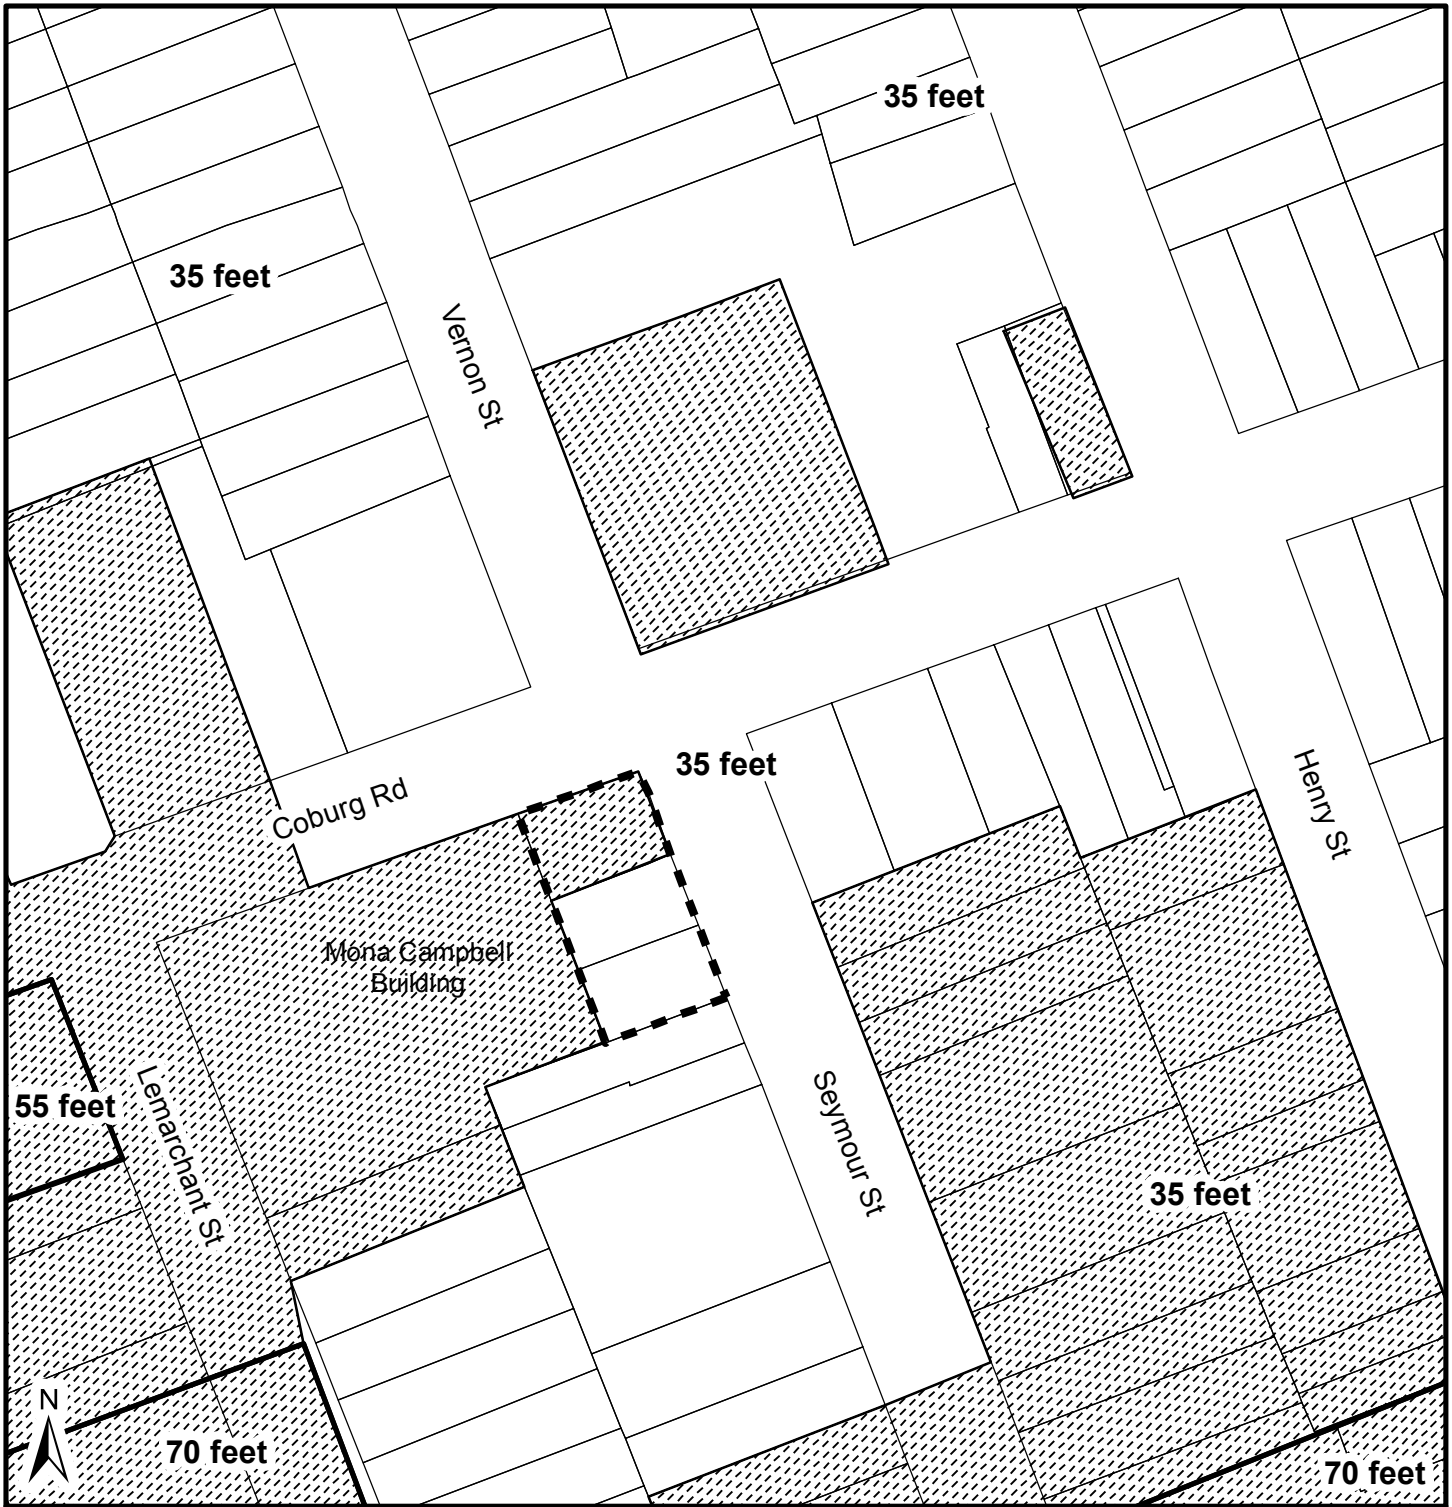 35 feet
35 feet
Vernon St
35 feet
Coburg Rd
Henry St
Mona Campbell
Building
55 feet
Lemarchant St
Seymour St
35 feet
N
70 feet
70 feet